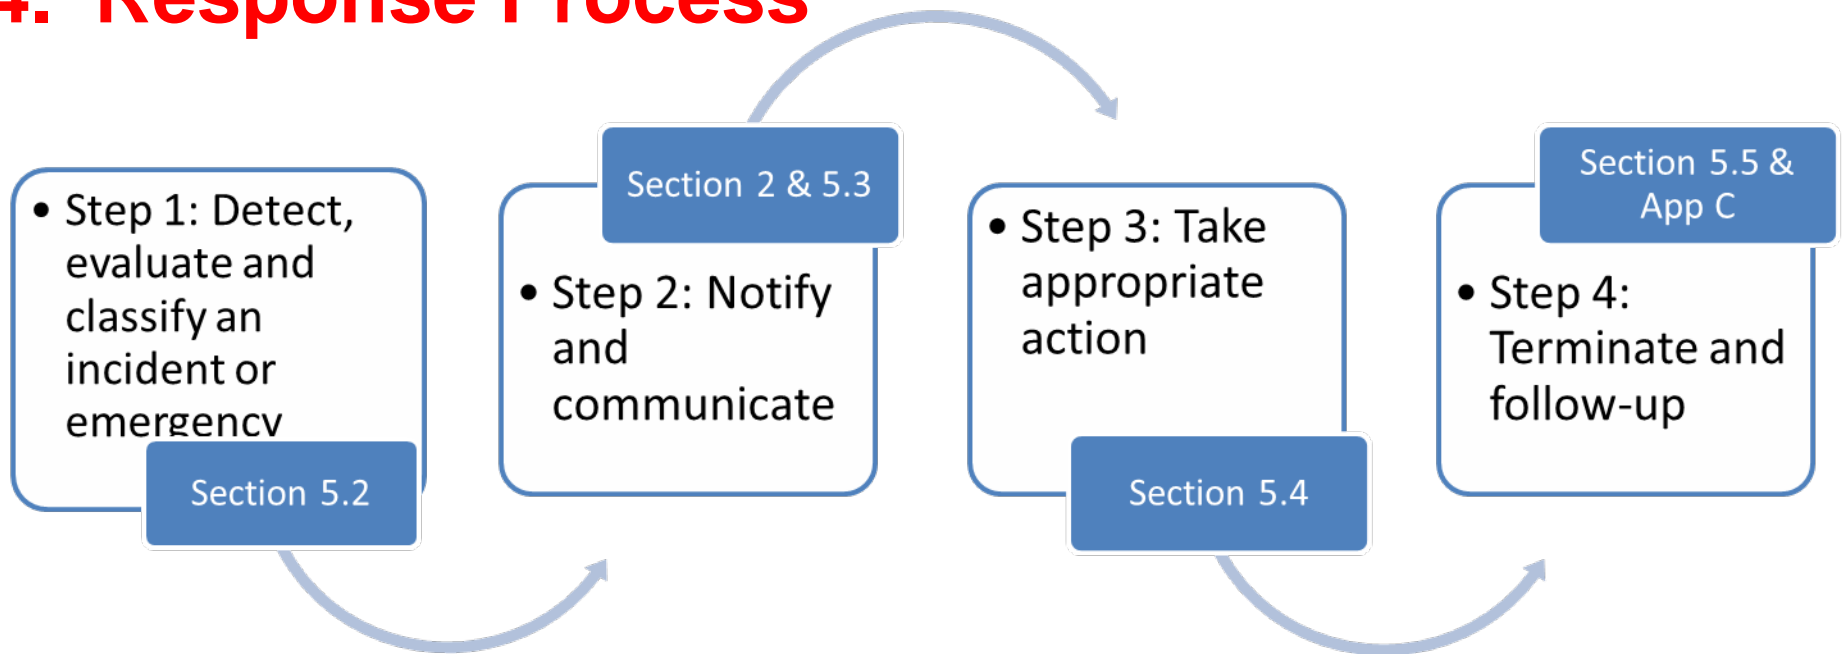 4. Response Process
• Step 1: Detect,
evaluate and
classify an
incident or
emergency
Section 5.2
Section 2 & 5.3
• Step 2: Notify
and
communicate
• Step 3: Take
appropriate
action
Section 5.4
Section 5.5 &
App C
• Step 4:
Terminate and
follow-up